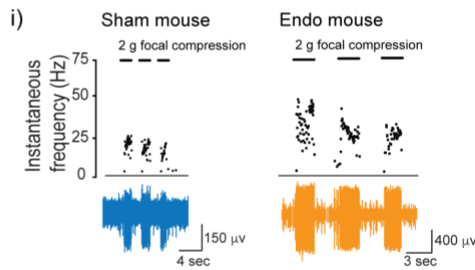 i)
Sham mouse
Endo mouse
2 g focal compression
2 g focal compression
Instantaneous
frequency (Hz)
75
50
25
0
150 μv
4 sec
400 μv
3 sec